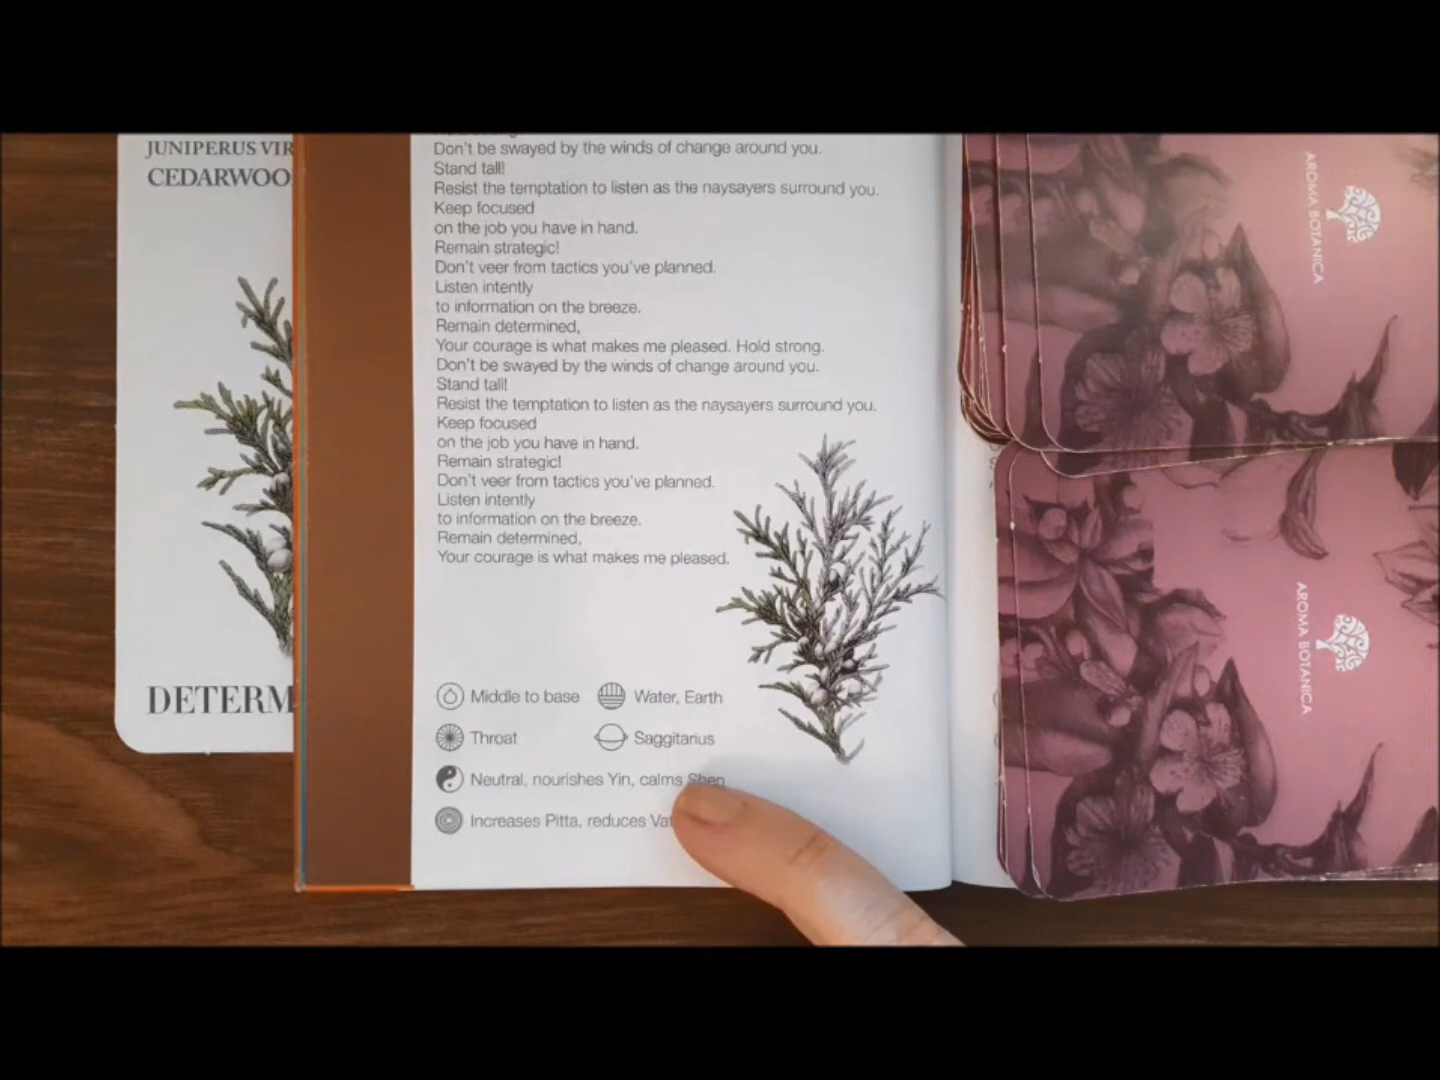 JUNIPERUS VIR
CEDARWOO
DETERM
Don't be swayed by the winds of change around you.
Stand tall!
Resist the temptation to listen as the naysayers surround you.
Keep focused
on the job you have in hand.
Remain strategic!
Don't veer from tactics you've planned.
Listen intently
to information on the breeze.
Remain determined,
Your courage is what makes me pleased. Hold strong.
Don't be swayed by the winds of change around you.
Stand tall!
Resist the temptation to listen as the naysayers surround you.
Keep focused
on the job you have in hand.
Remain strategic!
Don't veer from tactics you've planned.
Listen intently
to information on the breeze.
Remain determined,
Your courage is what makes me pleased.
Middle to base
Water, Earth
Throat
Saggitarius
Neutral, nourishes Yin, calms Shen
Increases Pitta, reduces
AROMA BOTANICA
AROMA BOTANICA